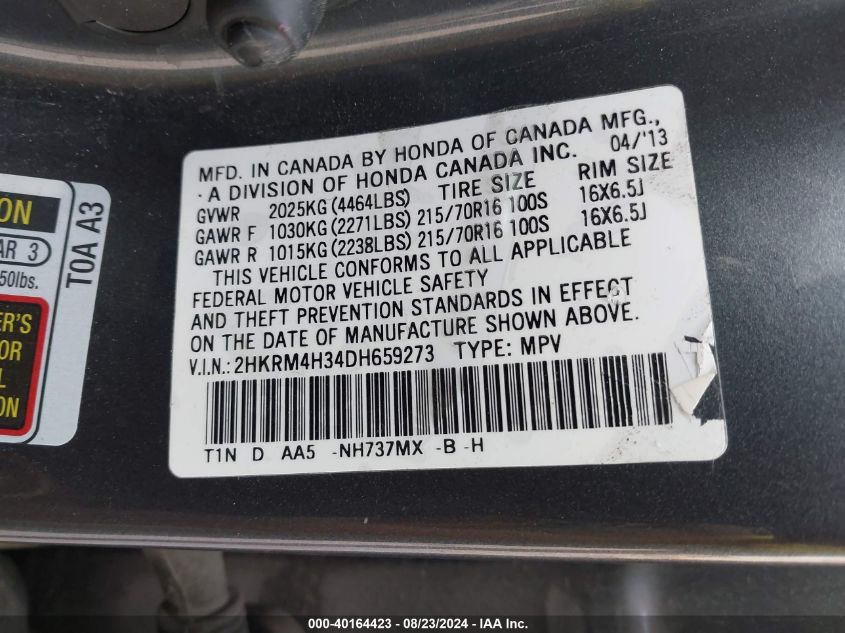 MFD. IN CANADA BY HONDA OF CANADA MFG.,
·A DIVISION OF HONDA CANADA INC. 04/'13
TIRE SIZE RIM SIZE
GVWR 2025KG(4464LBS)
GAWR F 1030KG(2271LBS) 215/70R16 100S 16X6.5J
GAWR R 1015KG(2238LBS) 215/70R16 100S 16X6.5J
THIS VEHICLE CONFORMS TO ALL APPLICABLE
FEDERAL MOTOR VEHICLE SAFETY
AND THEFT PREVENTION STANDARDS IN EFFECT
ON THE DATE OF MANUFACTURE SHOWN ABOVE.
V.I.N.: 2HKRM4H34DH659273 TYPE: MPV
T1N D AA5 -NH737MX -B -H
ON
AR 3
50lbs.
ER'S
OR
L
ON
T0A A3
000-40164423 - 08/23/2024 - IAA Inc.